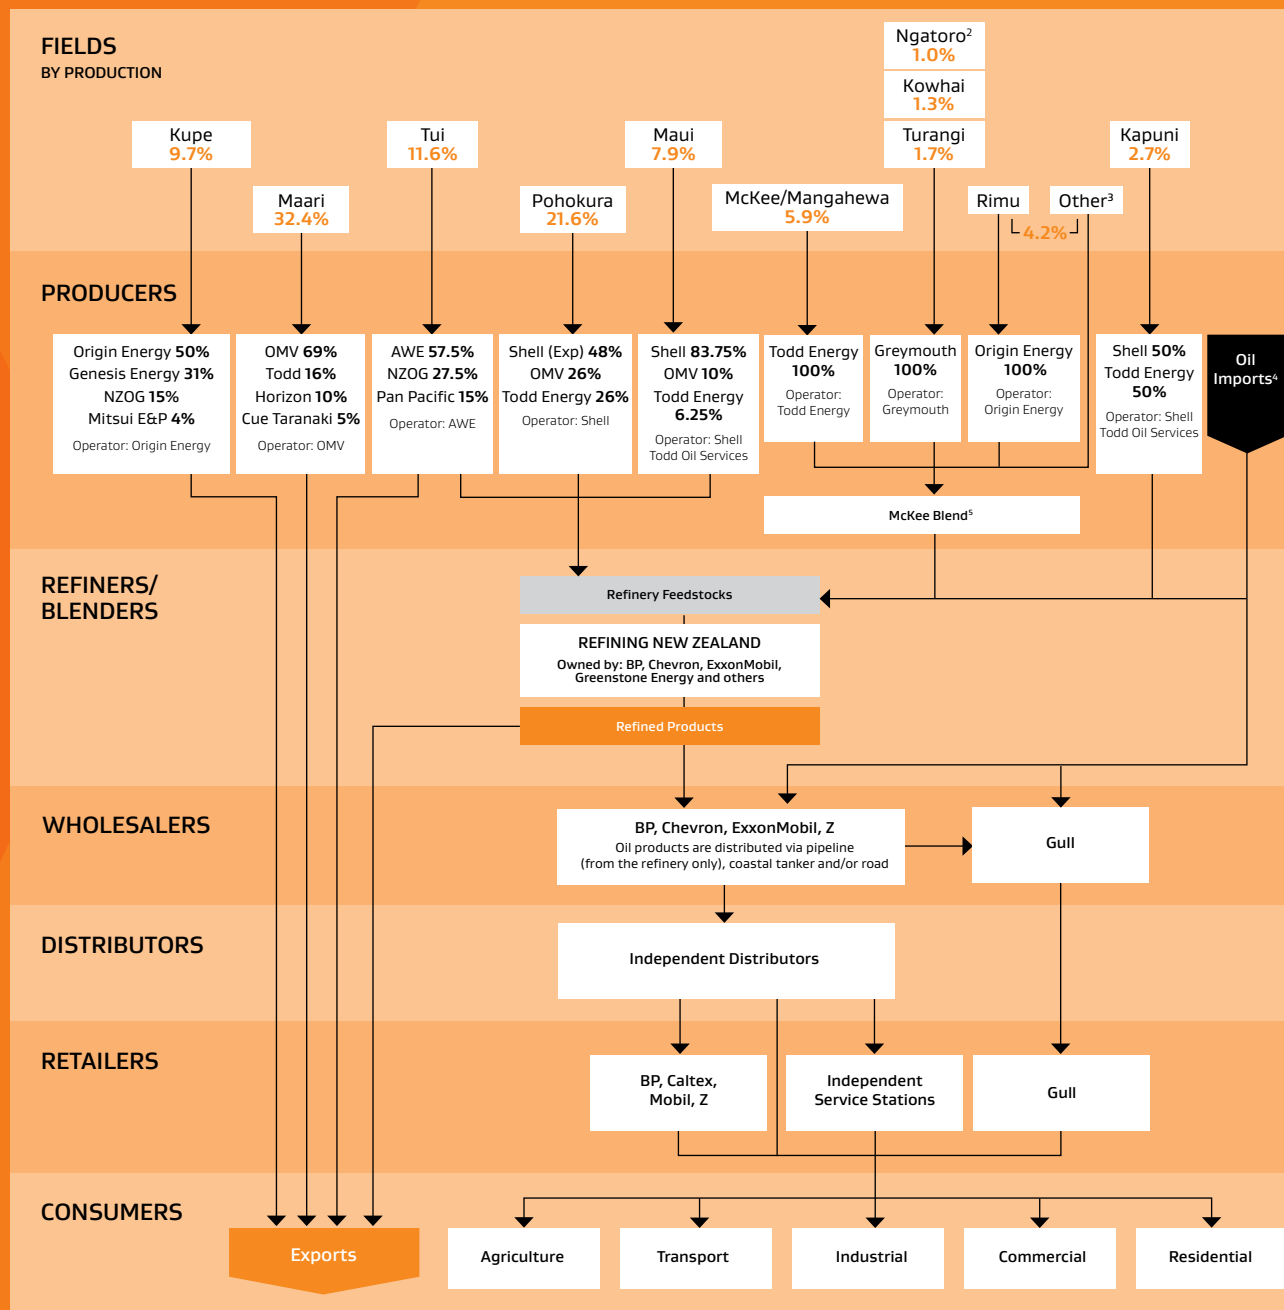 FIELDS
BY PRODUCTION
Ngatoro²
1.0%
Kowhai
1.3%
Kupe
9.7%
Tui
11.6%
Maui
7.9%
Turangi
1.7%
Kapuni
2.7%
Maari
32.4%
Pohokura
21.6%
McKee/Mangahewa
5.9%
Rimu
Other³
4.2%
PRODUCERS
Origin Energy 50%
Genesis Energy 31%
NZOG 15%
Mitsui E&P 4%
Operator: Origin Energy
OMV 69%
Todd 16%
Horizon 10%
Cue Taranaki 5%
Operator: OMV
AWE 57.5%
NZOG 27.5%
Pan Pacific 15%
Operator: AWE
Shell (Exp) 48%
OMV 26%
Todd Energy 26%
Operator: Shell
Shell 83.75%
OMV 10%
Todd Energy
6.25%
Operator: Shell
Todd Oil Services
Todd Energy
100%
Operator:
Todd Energy
Greymouth
100%
Operator:
Greymouth
Origin Energy
100%
Operator:
Origin Energy
Shell 50%
Todd Energy
50%
Operator: Shell
Todd Oil Services
Oil
Imports⁴
McKee Blend⁵
REFINERS/
BLENDERS
Refinery Feedstocks
REFINING NEW ZEALAND
Owned by: BP, Chevron, ExxonMobil,
Greenstone Energy and others
Refined Products
WHOLESALERS
BP, Chevron, ExxonMobil, Z
Oil products are distributed via pipeline
(from the refinery only), coastal tanker and/or road
Gull
DISTRIBUTORS
Independent Distributors
RETAILERS
BP, Caltex,
Mobil, Z
Independent
Service Stations
Gull
CONSUMERS
Exports
Agriculture
Transport
Industrial
Commercial
Residential